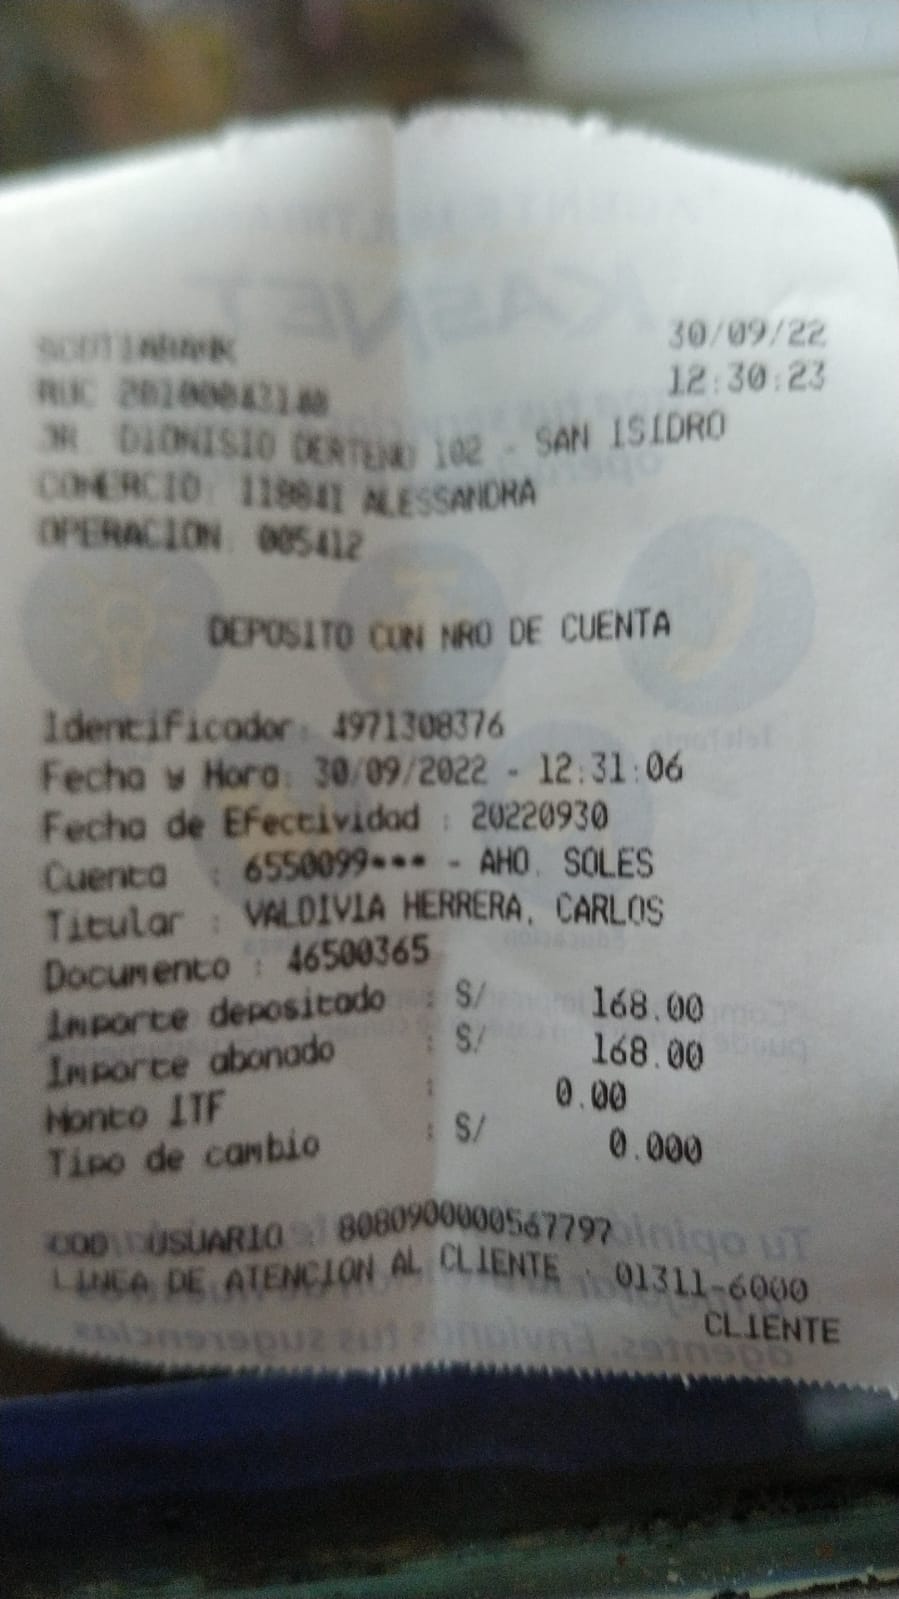 SCOTIABANK 30/09/22
RUC 20100043140 12:30:23
JR. DIONISIO DERTENO 102 - SAN ISIDRO
COMERCIO: 118841 ALESSANDRA
OPERACION: 005412
DEPOSITO CON NRO DE CUENTA
Identificador: 4971308376
Fecha y Hora: 30/09/2022 - 12:31:06
Fecha de Efectividad : 20220930
Cuenta : 6550099*** - AHO. SOLES
Titular : VALDIVIA HERRERA, CARLOS
Documento : 46500365
Importe depositado : S/ 168.00
Importe abonado : S/ 168.00
Monto ITF : 0.00
Tipo de cambio : S/ 0.000
COD USUARIO : 8080900000567797
LINEA DE ATENCION AL CLIENTE : 01311-6000
CLIENTE
KASNET